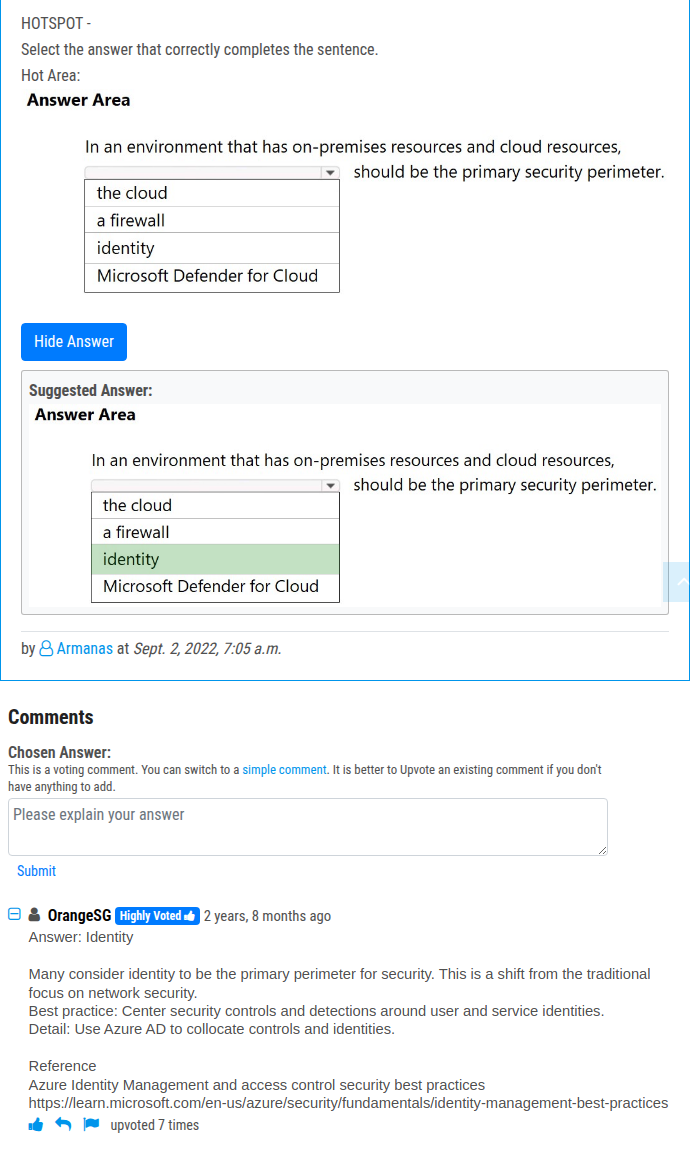 HOTSPOT -
Select the answer that correctly completes the sentence.
Hot Area:
Answer Area
In an environment that has on-premises resources and cloud resources,
should be the primary security perimeter.
the cloud
a firewall
identity
Microsoft Defender for Cloud
Hide Answer
Suggested Answer:
Answer Area
In an environment that has on-premises resources and cloud resources,
should be the primary security perimeter.
the cloud
a firewall
identity
Microsoft Defender for Cloud
by Armanas at Sept. 2, 2022, 7:05 a.m.
Comments
Chosen Answer:
This is a voting comment. You can switch to a simple comment. It is better to Upvote an existing comment if you don't
have anything to add.
Please explain your answer
Submit
OrangeSG Highly Voted 2 years, 8 months ago
Answer: Identity
Many consider identity to be the primary perimeter for security. This is a shift from the traditional
focus on network security.
Best practice: Center security controls and detections around user and service identities.
Detail: Use Azure AD to collocate controls and identities.
Reference
Azure Identity Management and access control security best practices
https://learn.microsoft.com/en-us/azure/security/fundamentals/identity-management-best-practices
upvoted 7 times